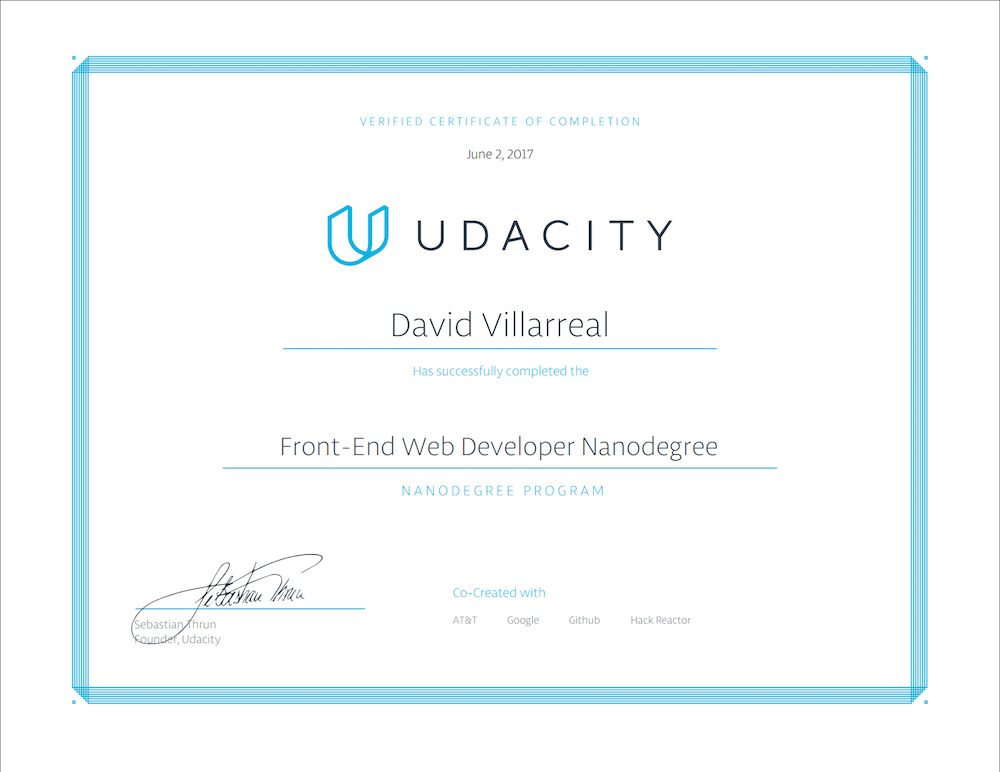 VERIFIED CERTIFICATE OF COMPLETION
June 2, 2017
UDACITY
David Villarreal
Has successfully completed the
Front-End Web Developer Nanodegree
NANODEGREE PROGRAM
Sebastian Thrun
Sebastian Thrun
Founder, Udacity
Co-Created with
AT&T Google Github Hack Reactor